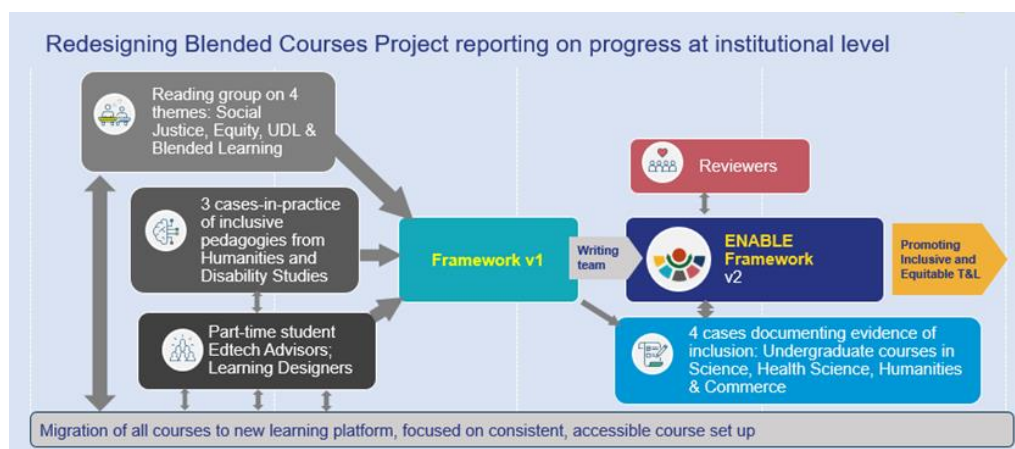 Redesigning Blended Courses Project reporting on progress at institutional level
Reading group on 4
themes: Social
Justice, Equity, UDL &
Blended Learning
3 cases-in-practice
of inclusive
pedagogies from
Humanities and
Disability Studies
Part-time student
Edtech Advisors;
Learning Designers
Framework v1
Writing
team
Reviewers
ENABLE
Framework
v2
Promoting
Inclusive and
Equitable T&L
4 cases documenting evidence of
inclusion: Undergraduate courses in
Science, Health Science, Humanities
& Commerce
Migration of all courses to new learning platform, focused on consistent, accessible course set up